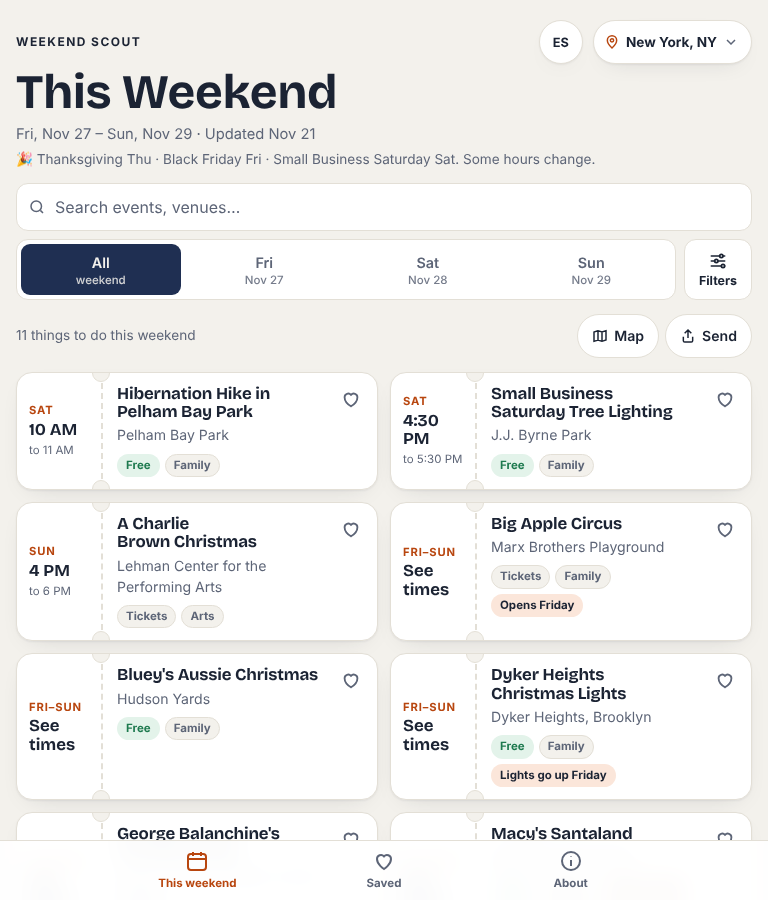 WEEKEND SCOUT
ES
New York, NY
This Weekend
Fri, Nov 27 – Sun, Nov 29 · Updated Nov 21
🎉 Thanksgiving Thu · Black Friday Fri · Small Business Saturday Sat. Some hours change.
Search events, venues...
All
weekend
Fri
Nov 27
Sat
Nov 28
Sun
Nov 29
Filters
11 things to do this weekend
Map
Send
SAT
10 AM
to 11 AM
Hibernation Hike in
Pelham Bay Park
Pelham Bay Park
Free
Family
SAT
4:30
PM
to 5:30 PM
Small Business
Saturday Tree Lighting
J.J. Byrne Park
Free
Family
SUN
4 PM
to 6 PM
A Charlie
Brown Christmas
Lehman Center for the
Performing Arts
Tickets
Arts
FRI–SUN
See
times
Big Apple Circus
Marx Brothers Playground
Tickets
Family
Opens Friday
FRI–SUN
See
times
Bluey's Aussie Christmas
Hudson Yards
Free
Family
FRI–SUN
See
times
Dyker Heights
Christmas Lights
Dyker Heights, Brooklyn
Free
Family
Lights go up Friday
George Balanchine's
Macy's Santaland
This weekend
Saved
About